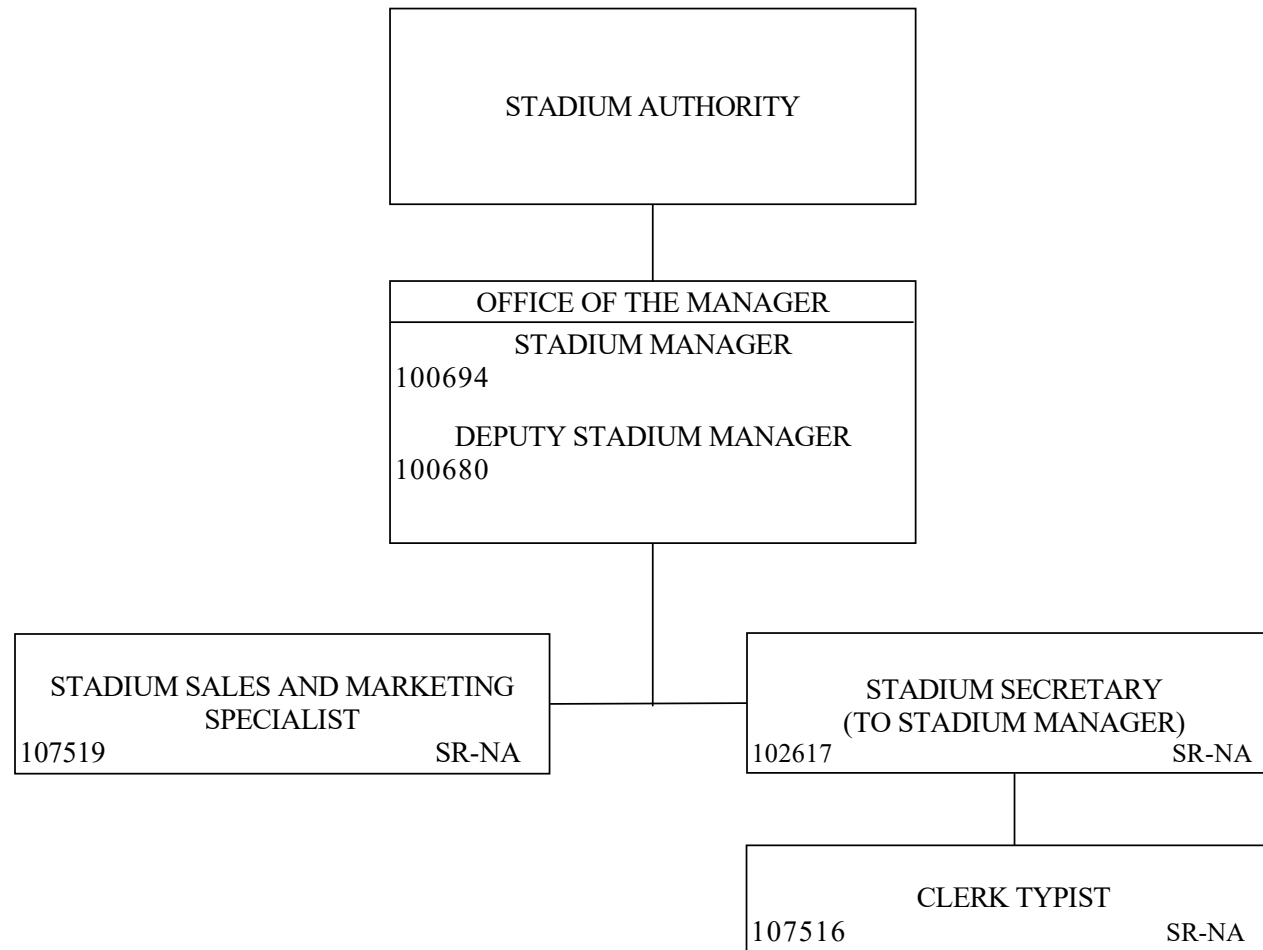 STADIUM AUTHORITY
OFFICE OF THE MANAGER
STADIUM MANAGER
100694
DEPUTY STADIUM MANAGER
100680
STADIUM SALES AND MARKETING
SPECIALIST
107519 SR-NA
STADIUM SECRETARY
(TO STADIUM MANAGER)
102617 SR-NA
CLERK TYPIST
107516 SR-NA